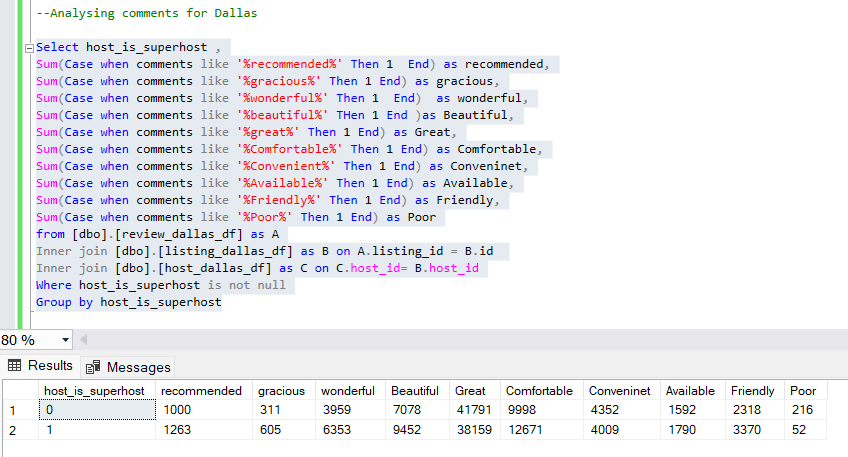 --Analysing comments for Dallas
Select host_is_superhost ,
Sum(Case when comments like '%recommended%' Then 1  End) as recommended,
Sum(Case when comments like '%gracious%' Then 1 End) as gracious,
Sum(Case when comments like '%wonderful%' Then 1  End)  as wonderful,
Sum(Case when comments like '%beautiful%' THen 1 End )as Beautiful,
Sum(Case when comments like '%great%' Then 1 End) as Great,
Sum(Case when comments like '%Comfortable%' Then 1 End) as Comfortable,
Sum(Case when comments like '%Convenient%' Then 1 End) as Conveninet,
Sum(Case when comments like '%Available%' Then 1 End) as Available,
Sum(Case when comments like '%Friendly%' Then 1 End) as Friendly,
Sum(Case when comments like '%Poor%' Then 1 End) as Poor
from [dbo].[review_dallas_df] as A
Inner join [dbo].[listing_dallas_df] as B on A.listing_id = B.id
Inner join [dbo].[host_dallas_df] as C on C.host_id= B.host_id
Where host_is_superhost is not null
Group by host_is_superhost
80 %
Results Messages
host_is_superhost recommended gracious wonderful Beautiful Great Comfortable Conveninet Available Friendly Poor
1 0 1000 311 3959 7078 41791 9998 4352 1592 2318 216
2 1 1263 605 6353 9452 38159 12671 4009 1790 3370 52